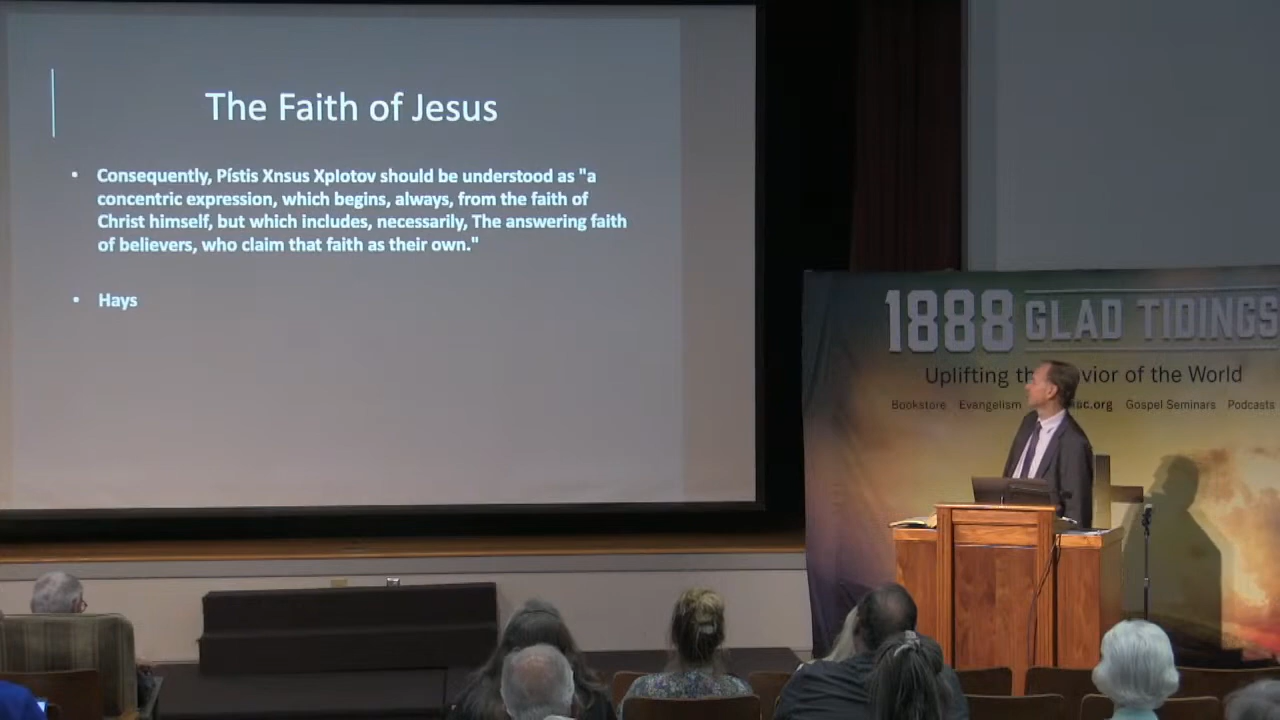 The Faith of Jesus
• Consequently, Pístis Xnsus Xplotov should be understood as "a
concentric expression, which begins, always, from the faith of
Christ himself, but which includes, necessarily, The answering faith
of believers, who claim that faith as their own."
• Hays
1888 GLAD TIDINGS
Uplifting of the World
Bookstore Evangelism Gospel Seminars Podcasts